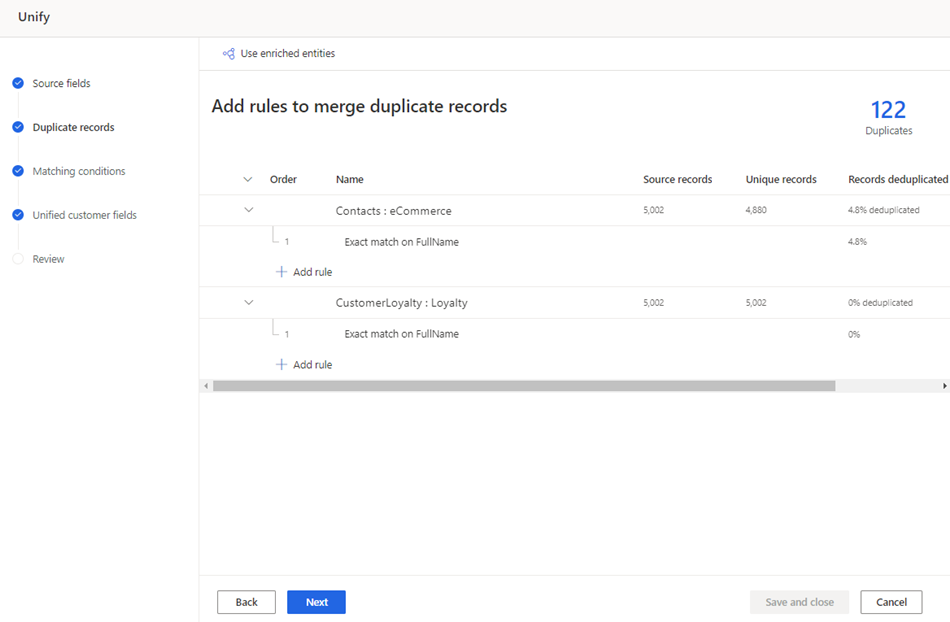 Unify
Use enriched entities
Source fields
Duplicate records
Matching conditions
Unified customer fields
Review
Add rules to merge duplicate records
122
Duplicates
Order Name Source records Unique records Records deduplicated
Contacts : eCommerce 5,002 4,880 4.8% deduplicated
1 Exact match on FullName 4.8%
Add rule
CustomerLoyalty : Loyalty 5,002 5,002 0% deduplicated
1 Exact match on FullName 0%
Add rule
Back Next Save and close Cancel